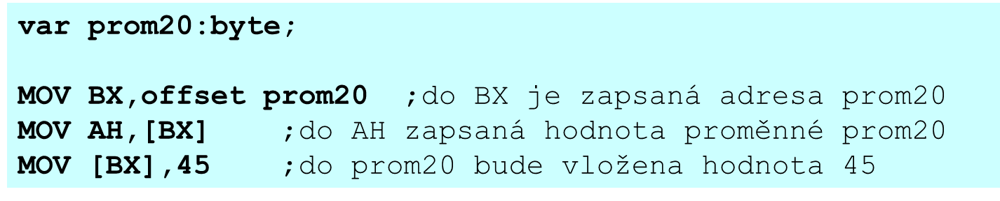 var prom20:byte;
MOV BX,offset prom20 ;do BX je zapsaná adresa prom20
MOV AH,[BX] ;do AH zapsaná hodnota proměnné prom20
MOV [BX],45 ;do prom20 bude vložena hodnota 45